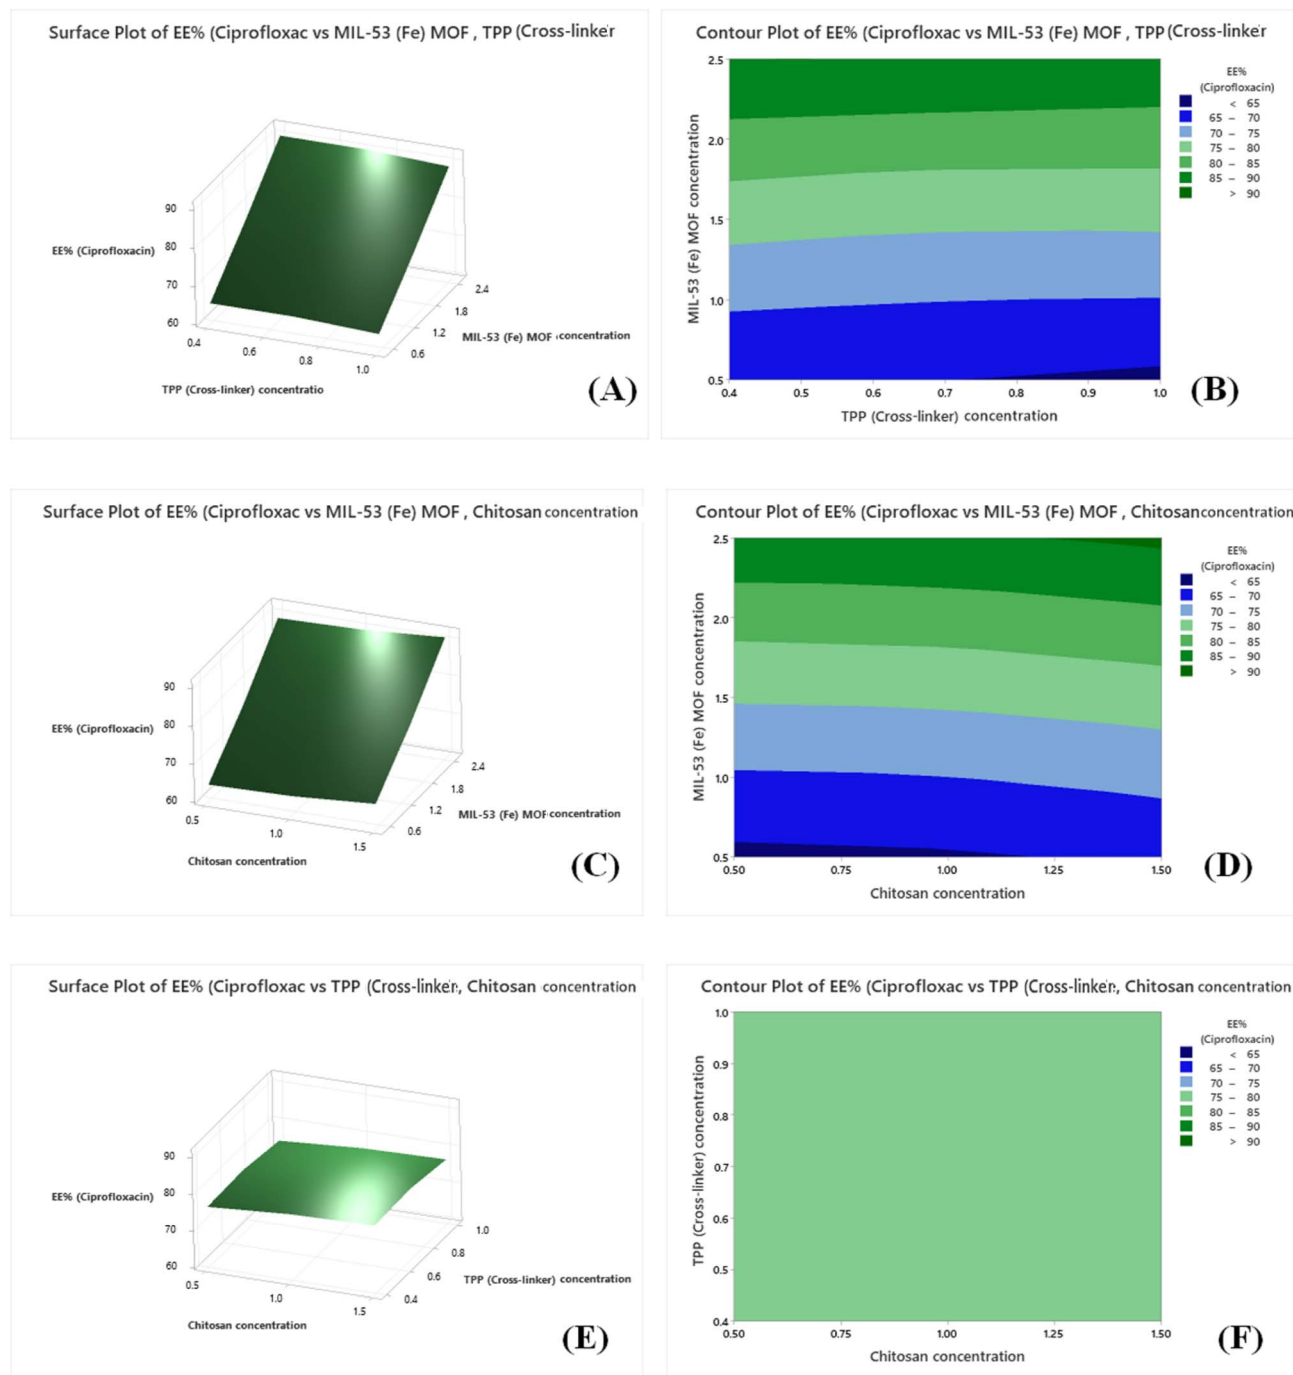 Surface Plot of EE% (Ciprofloxac vs MIL-53 (Fe) MOF , TPP (Cross-linker
EE% (Ciprofloxacin)
90
80
70
60
0.4
0.6
0.8
1.0
TPP (Cross-linker) concentratio
0.6
1.2
1.8
2.4
MIL-53 (Fe) MOF concentration
(A)
Contour Plot of EE% (Ciprofloxac vs MIL-53 (Fe) MOF , TPP (Cross-linker
MIL-53 (Fe) MOF concentration
2.5
2.0
1.5
1.0
0.5
0.4 0.5 0.6 0.7 0.8 0.9 1.0
TPP (Cross-linker) concentration
EE%
(Ciprofloxacin)
< 65
65 – 70
70 – 75
75 – 80
80 – 85
85 – 90
> 90
(B)
Surface Plot of EE% (Ciprofloxac vs MIL-53 (Fe) MOF , Chitosan concentration
EE% (Ciprofloxacin)
90
80
70
60
0.5
1.0
1.5
Chitosan concentration
0.6
1.2
1.8
2.4
MIL-53 (Fe) MOF concentration
(C)
Contour Plot of EE% (Ciprofloxac vs MIL-53 (Fe) MOF , Chitosan concentration
MIL-53 (Fe) MOF concentration
2.5
2.0
1.5
1.0
0.5
0.50 0.75 1.00 1.25 1.50
Chitosan concentration
EE%
(Ciprofloxacin)
< 65
65 – 70
70 – 75
75 – 80
80 – 85
85 – 90
> 90
(D)
Surface Plot of EE% (Ciprofloxac vs TPP (Cross-linker, Chitosan concentration
EE% (Ciprofloxacin)
90
80
70
60
0.5
1.0
1.5
Chitosan concentration
0.4
0.6
0.8
1.0
TPP (Cross-linker) concentration
(E)
Contour Plot of EE% (Ciprofloxac vs TPP (Cross-linker, Chitosan concentration
TPP (Cross-linker) concentration
1.0
0.9
0.8
0.7
0.6
0.5
0.4
0.50 0.75 1.00 1.25 1.50
Chitosan concentration
EE%
(Ciprofloxacin)
< 65
65 – 70
70 – 75
75 – 80
80 – 85
85 – 90
> 90
(F)